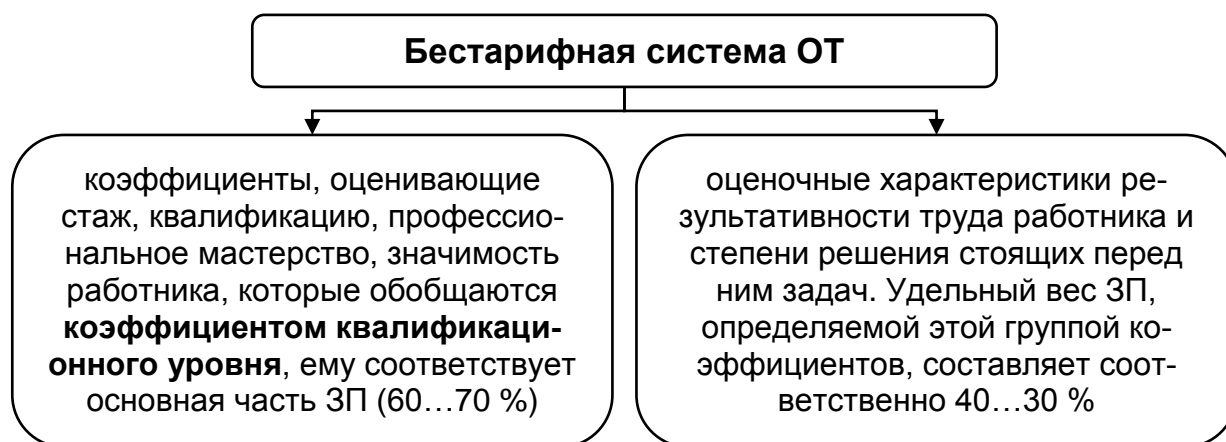 Бестарифная система ОТ
коэффициенты, оценивающие
стаж, квалификацию, профессио-
нальное мастерство, значимость
работника, которые обобщаются
коэффициентом квалификаци-
онного уровня, ему соответствует
основная часть ЗП (60…70 %)
оценочные характеристики ре-
зультативности труда работника и
степени решения стоящих перед
ним задач. Удельный вес ЗП,
определяемой этой группой ко-
эффициентов, составляет соот-
ветственно 40…30 %